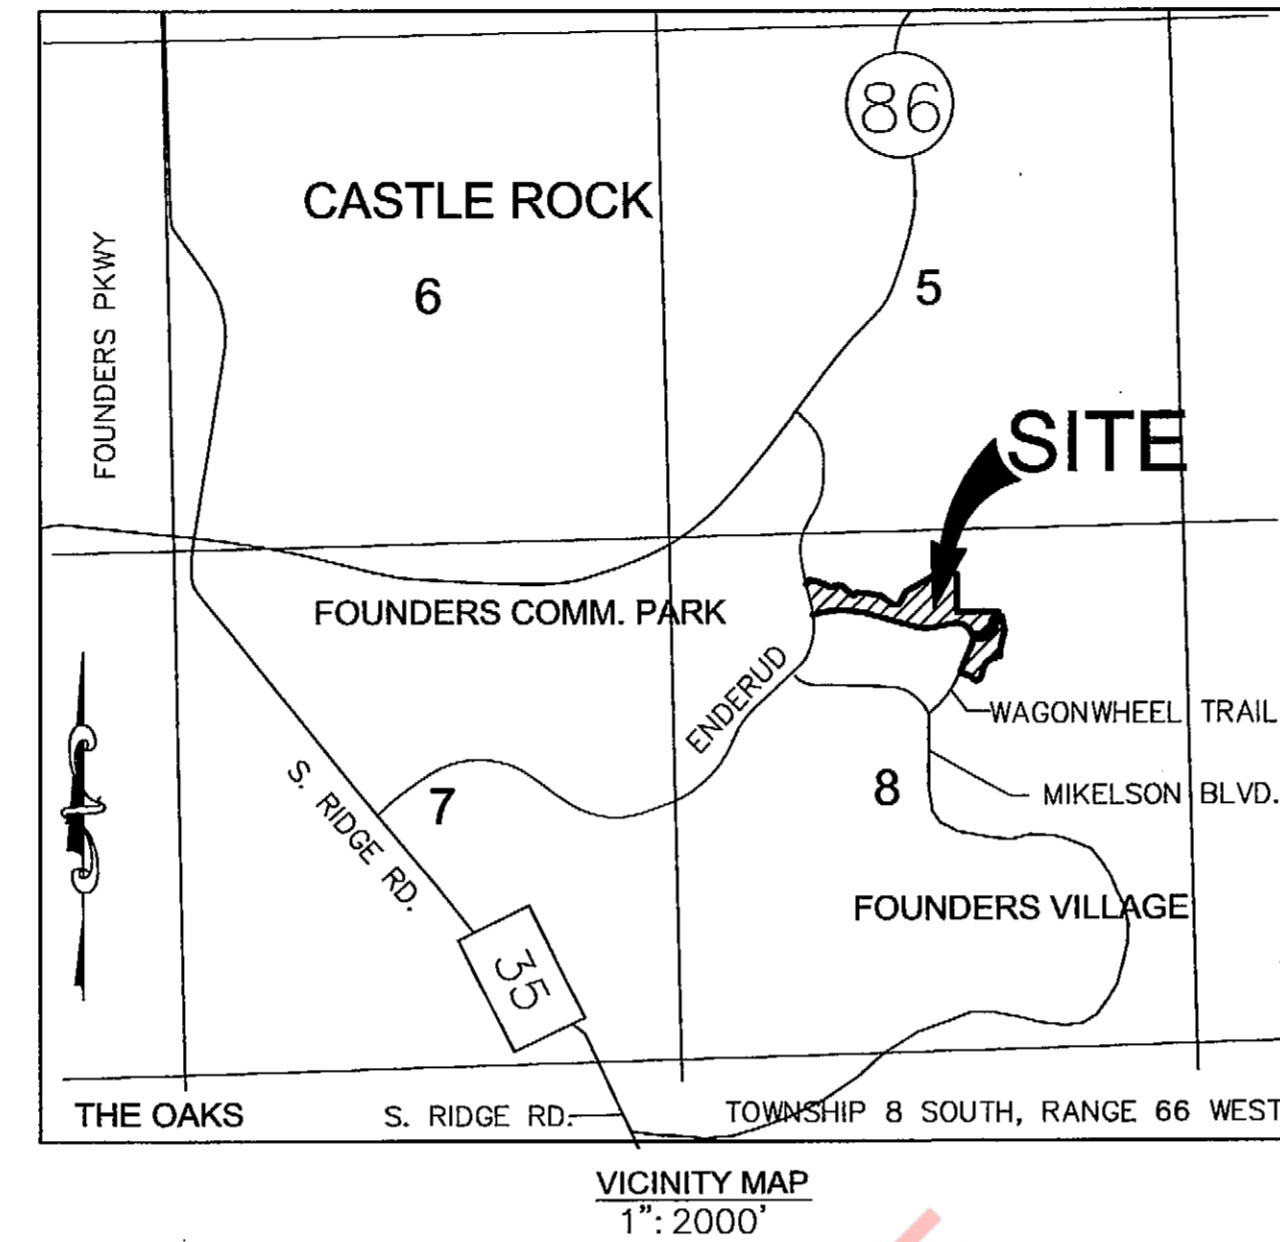 86
CASTLE ROCK
6
5
FOUNDERS PKWY
SITE
FOUNDERS COMM. PARK
ENDERUD
WAGONWHEEL TRAIL
S. RIDGE RD.
7
8
MIKELSON BLVD.
FOUNDERS VILLAGE
35
THE OAKS
S. RIDGE RD.
TOWNSHIP 8 SOUTH, RANGE 66 WEST
VICINITY MAP
1": 2000'